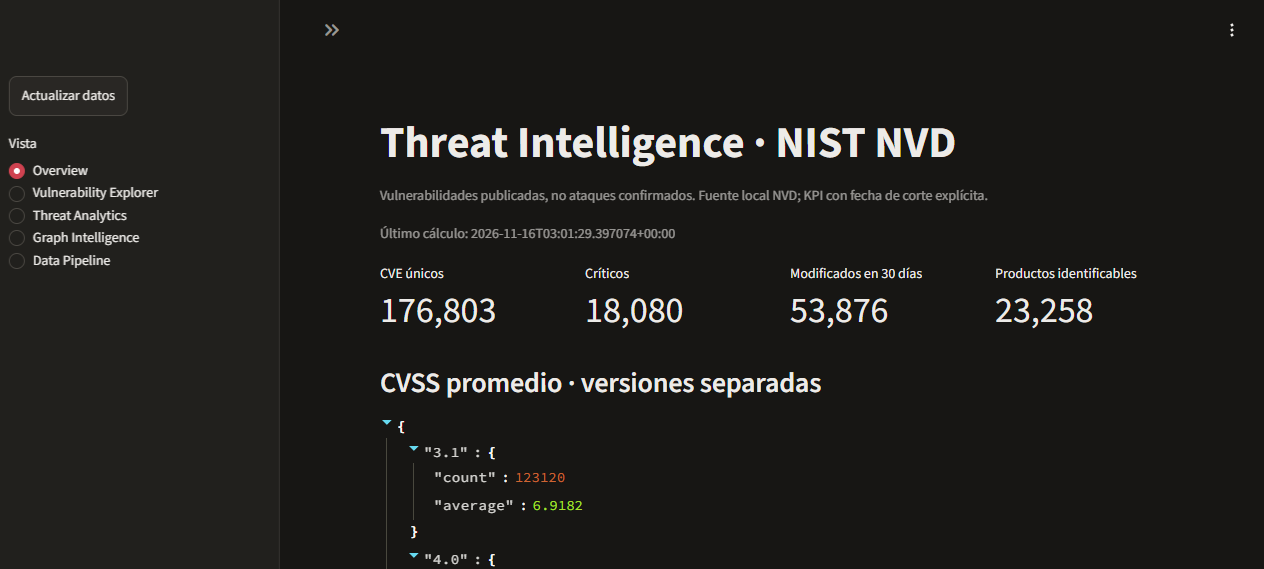 Actualizar datos
Vista
Overview
Vulnerability Explorer
Threat Analytics
Graph Intelligence
Data Pipeline
Threat Intelligence · NIST NVD
Vulnerabilidades publicadas, no ataques confirmados. Fuente local NVD; KPI con fecha de corte explícita.
Último cálculo: 2026-11-16T03:01:29.397074+00:00
CVE únicos Críticos Modificados en 30 días Productos identificables
176,803 18,080 53,876 23,258
CVSS promedio · versiones separadas
{
"3.1" : {
"count" : 123120
"average" : 6.9182
}
"4.0" : {